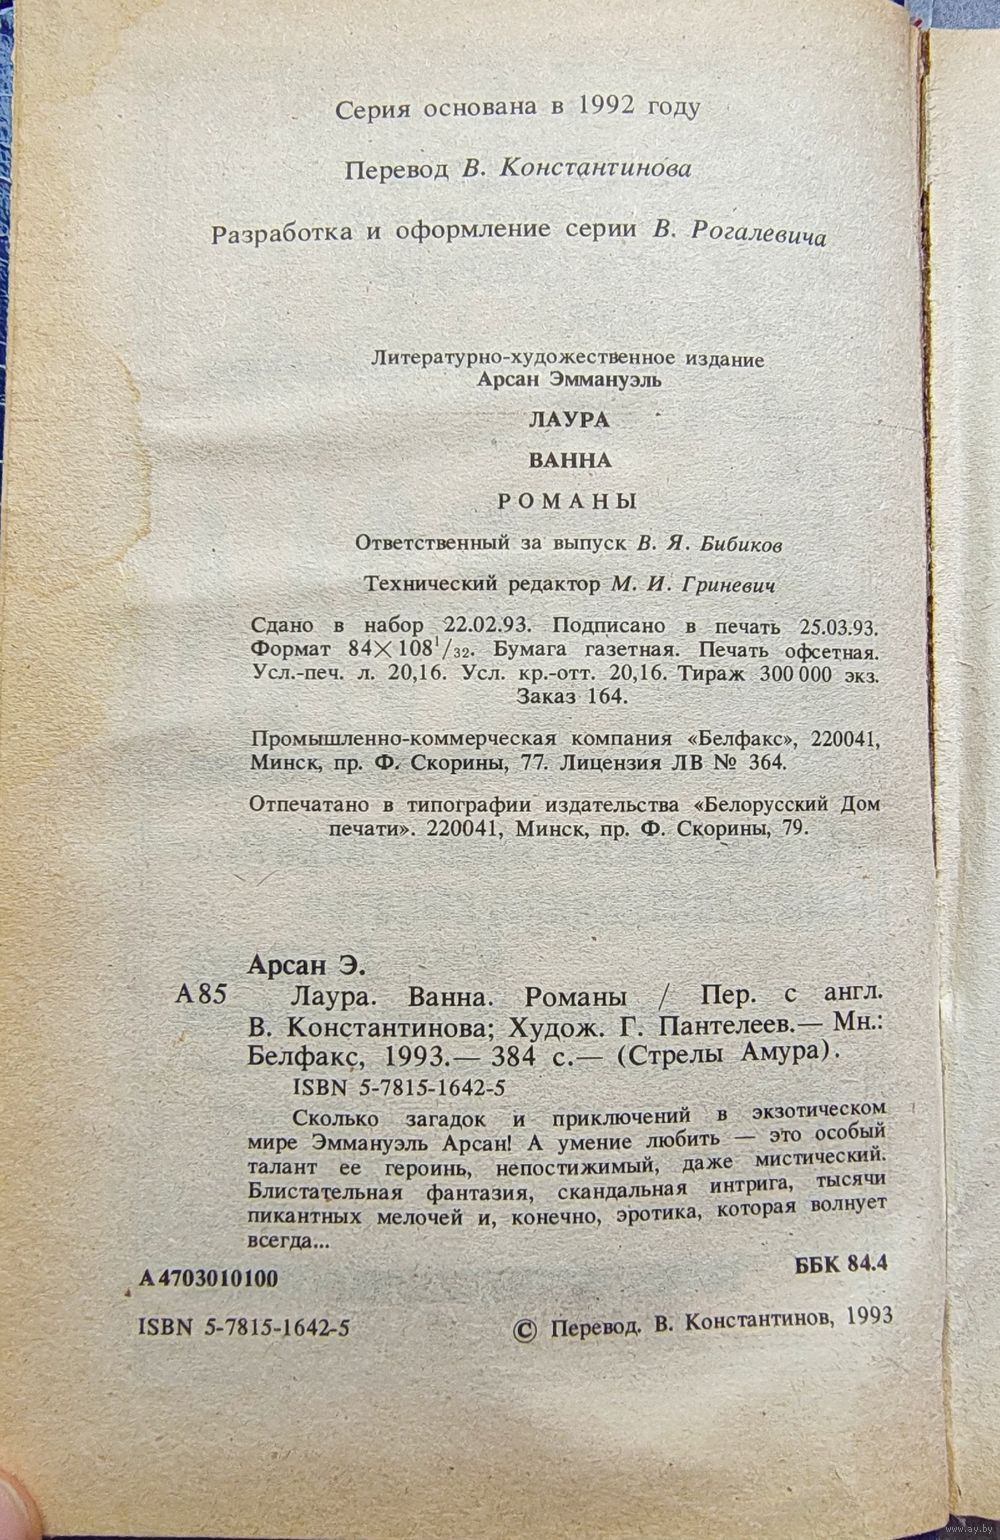 Серия основана в 1992 году
Перевод В. Константинова
Разработка и оформление серии В. Рогалевича
Литературно-художественное издание
Арсан Эммануэль
ЛАУРА
ВАННА
РОМАНЫ
Ответственный за выпуск В. Я. Бибиков
Технический редактор М. И. Гриневич
Сдано в набор 22.02.93. Подписано в печать 25.03.93.
Формат 84×108¹/₃₂. Бумага газетная. Печать офсетная.
Усл.-печ. л. 20,16. Усл. кр.-отт. 20,16. Тираж 300 000 экз.
Заказ 164.
Промышленно-коммерческая компания «Белфакс», 220041,
Минск, пр. Ф. Скорины, 77. Лицензия ЛВ № 364.
Отпечатано в типографии издательства «Белорусский Дом
печати». 220041, Минск, пр. Ф. Скорины, 79.
Арсан Э.
А85 Лаура. Ванна. Романы / Пер. с англ.
В. Константинова; Худож. Г. Пантелеев.— Мн.:
Белфакс, 1993.— 384 с.— (Стрелы Амура).
ISBN 5-7815-1642-5
Сколько загадок и приключений в экзотическом
мире Эммануэль Арсан! А умение любить — это особый
талант ее героинь, непостижимый, даже мистический.
Блистательная фантазия, скандальная интрига, тысячи
пикантных мелочей и, конечно, эротика, которая волнует
всегда...
А4703010100
ББК 84.4
ISBN 5-7815-1642-5
© Перевод. В. Константинов, 1993
www.ay.by